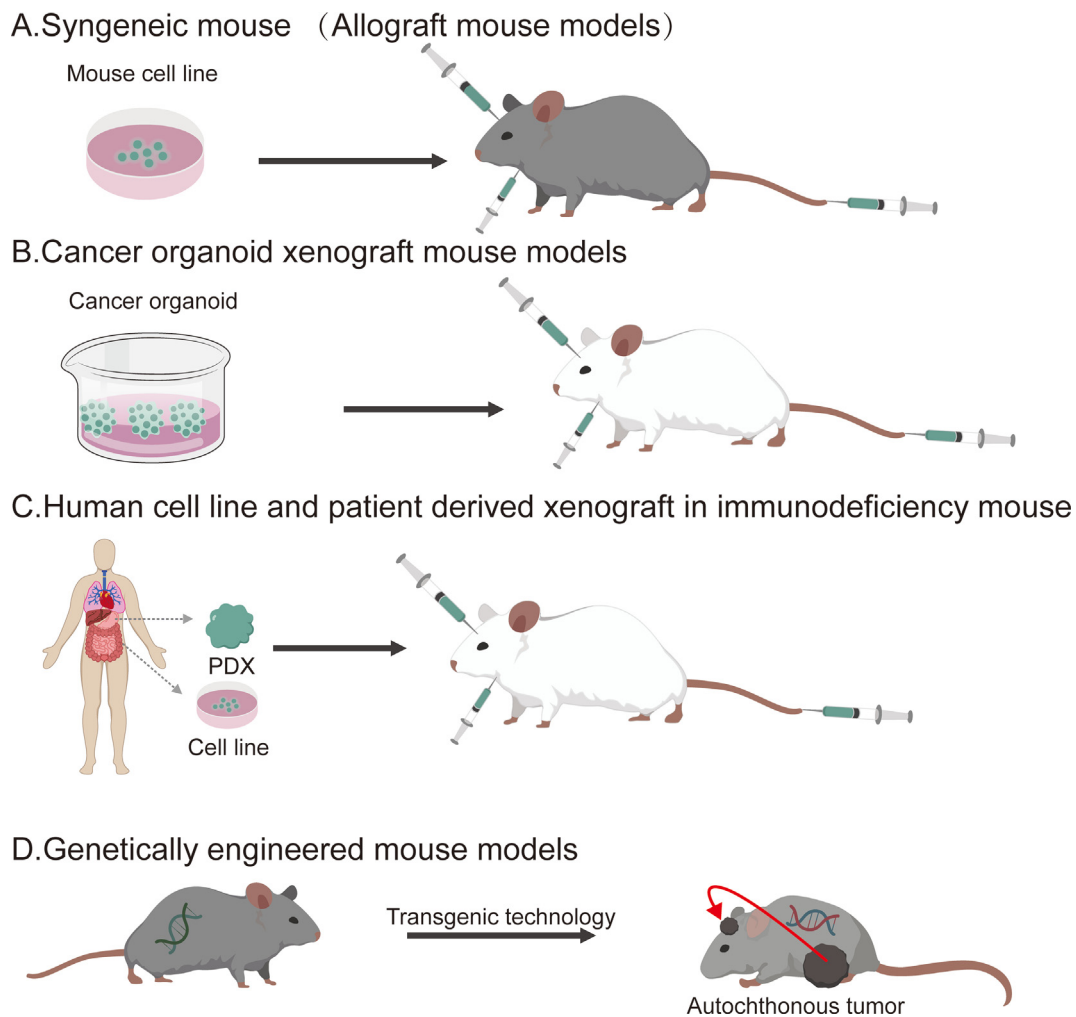 A.Syngeneic mouse （Allograft mouse models）
Mouse cell line
B.Cancer organoid xenograft mouse models
Cancer organoid
C.Human cell line and patient derived xenograft in immunodeficiency mouse
PDX
Cell line
D.Genetically engineered mouse models
Transgenic technology
Autochthonous tumor